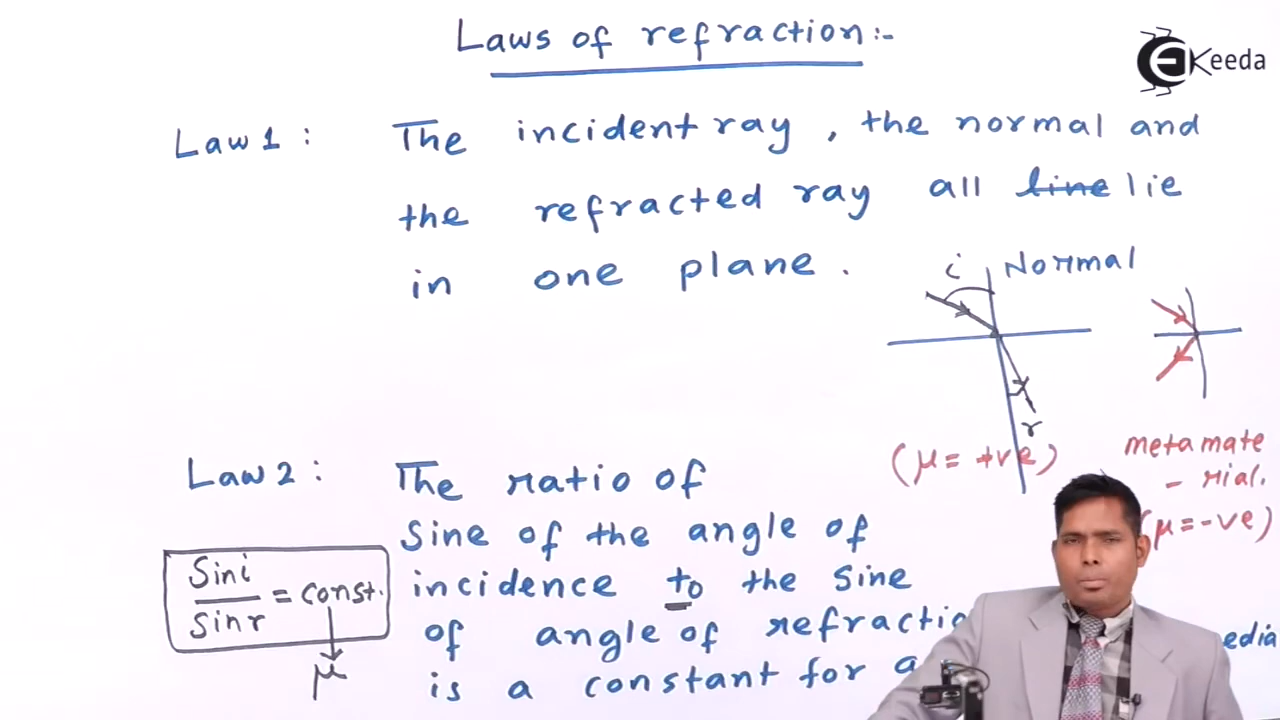 Laws of refraction:-
EKeeda
Law 1 : The incident ray , the normal and
the refracted ray all line lie
in one plane .
i Normal
r
(μ = +ve)
metamate
- rial.
(μ = -ve)
Law 2 : The ratio of
Sine of the angle of
incidence to the sine
of angle of
is a constant for
edia
Sin i
Sin r
= const.
μ